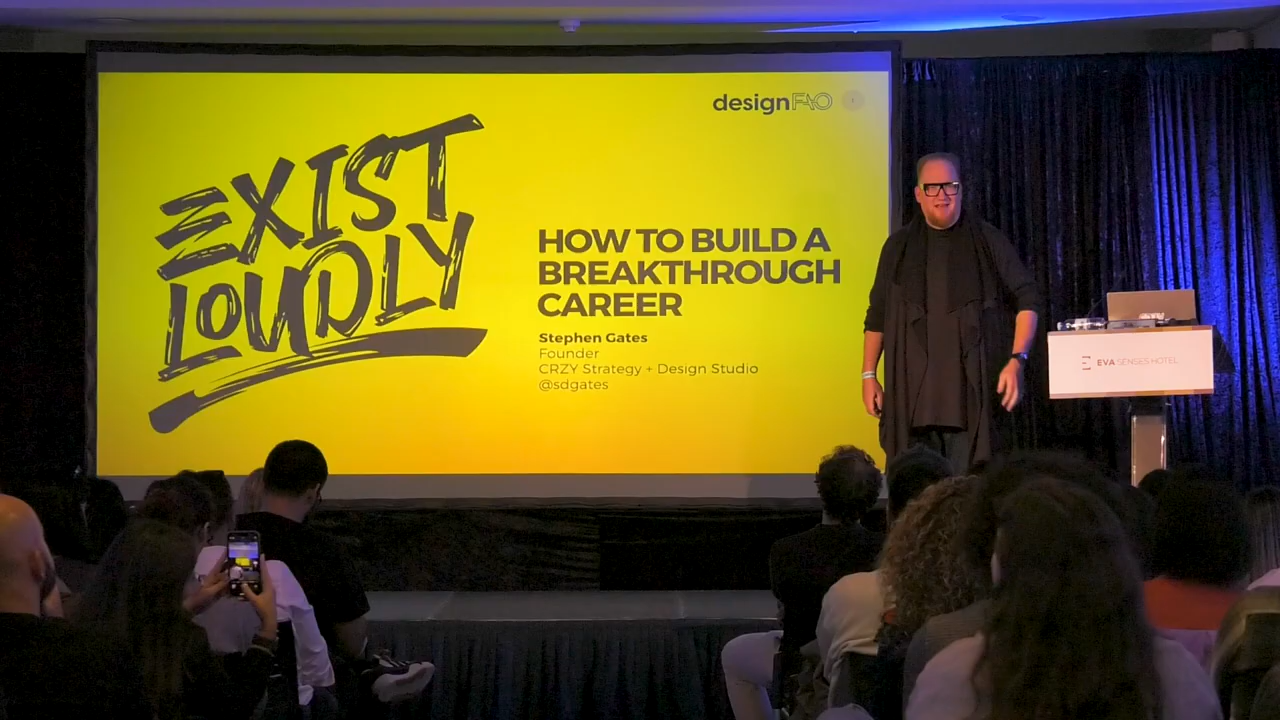 designFAO
EXIST
LOUDLY
HOW TO BUILD A
BREAKTHROUGH
CAREER
Stephen Gates
Founder
CRZY Strategy + Design Studio
@sdgates
EVA SENSES HOTEL